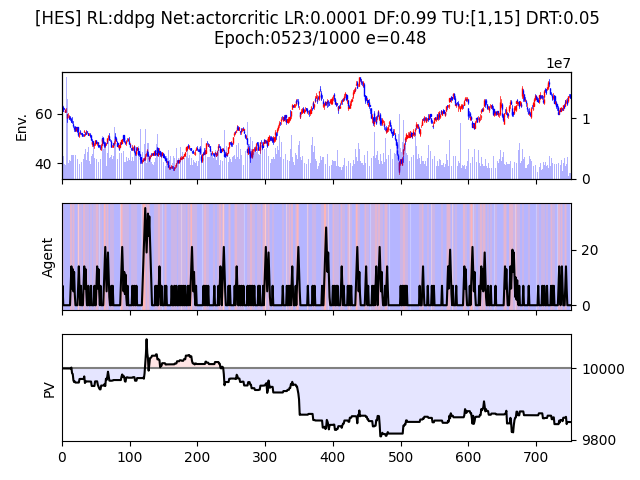 [HES] RL:ddpg Net:actorcritic LR:0.0001 DF:0.99 TU:[1,15] DRT:0.05
Epoch:0523/1000 e=0.48
1e7
Env.
60
40
1
0
Agent
20
0
PV
10000
9800
0 100 200 300 400 500 600 700